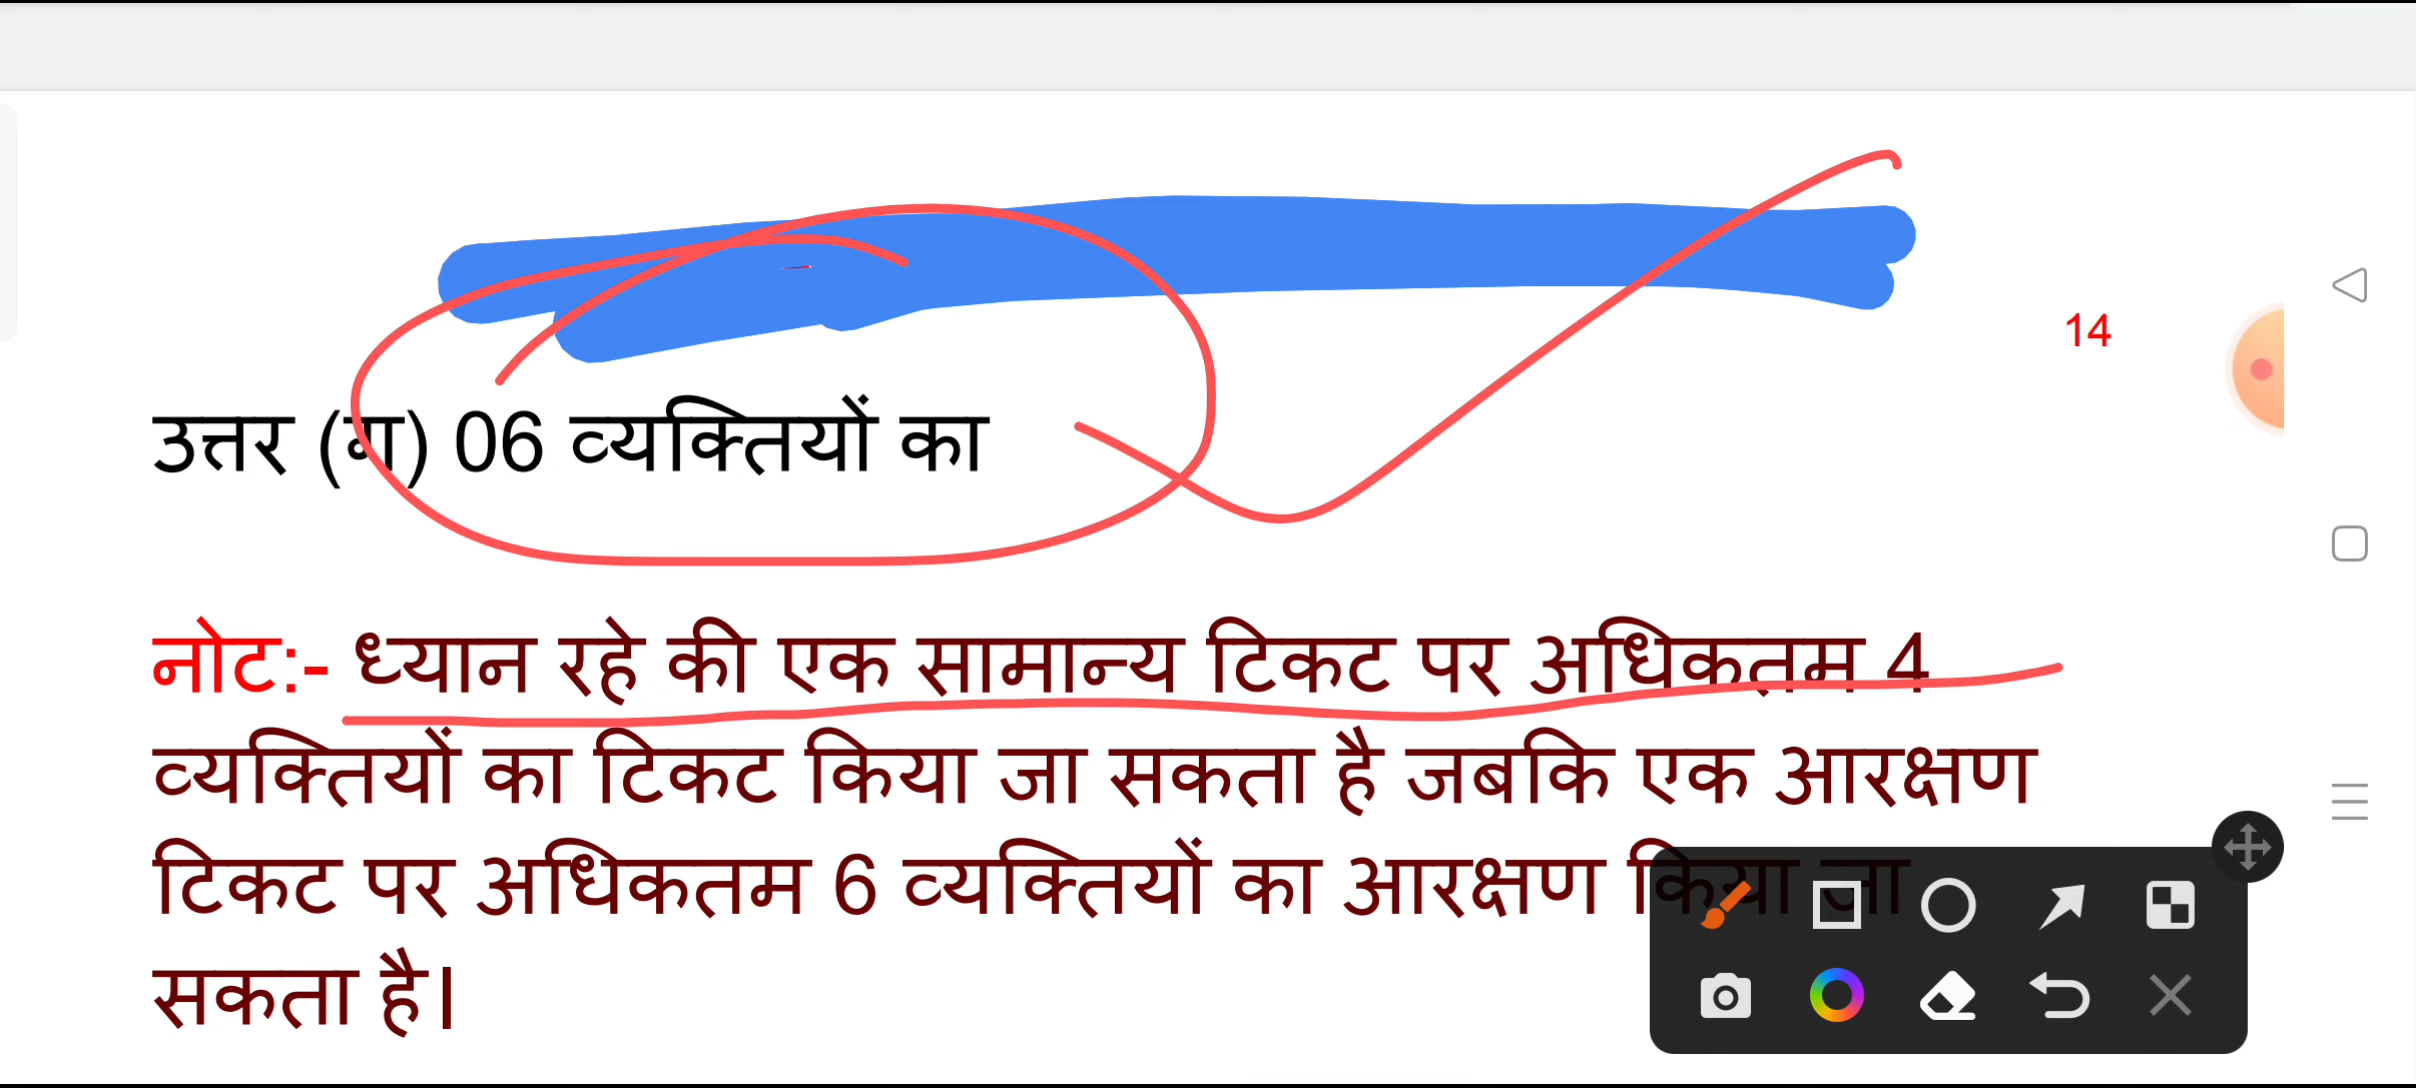 14
उत्तर (ग) 06 व्यक्तियों का
नोट:- ध्यान रहे की एक सामान्य टिकट पर अधिकतम 4
व्यक्तियों का टिकट किया जा सकता है जबकि एक आरक्षण
टिकट पर अधिकतम 6 व्यक्तियों का आरक्षण किया जा
सकता है।